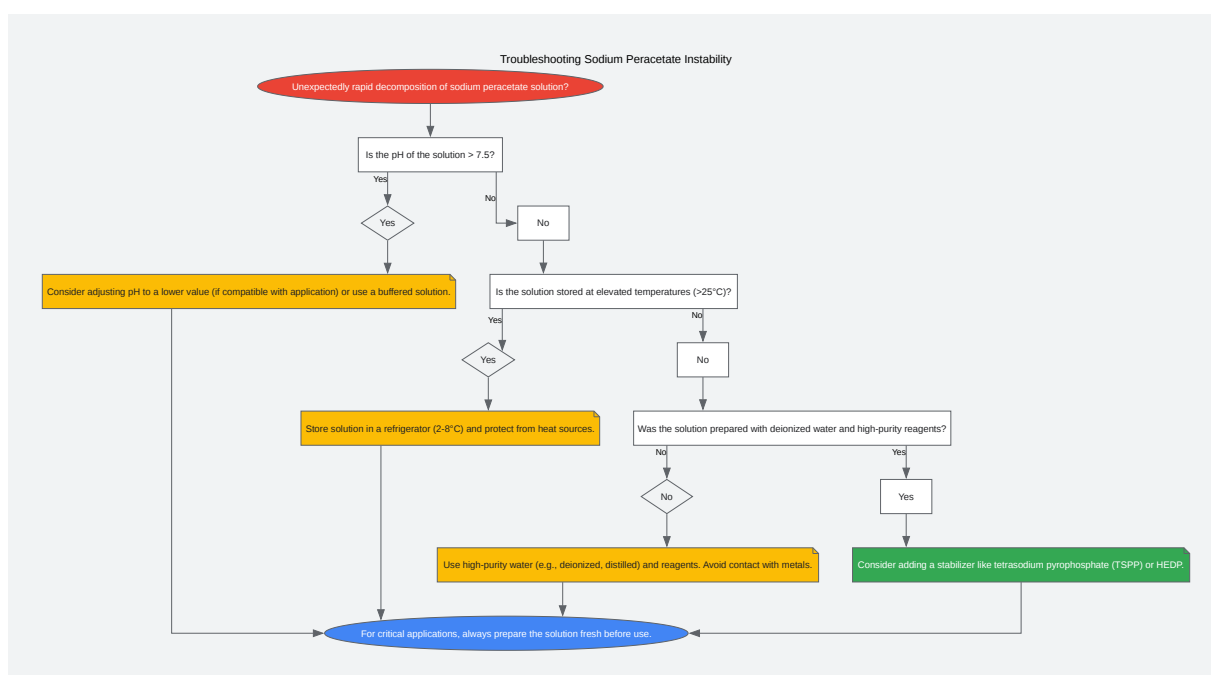 Troubleshooting Sodium Peracetate Instability
Unexpectedly rapid decomposition of sodium peracetate solution?
Is the pH of the solution > 7.5?
Yes
No
Yes
No
Consider adjusting pH to a lower value (if compatible with application) or use a buffered solution.
Is the solution stored at elevated temperatures (>25°C)?
Yes
No
Yes
No
Store solution in a refrigerator (2-8°C) and protect from heat sources.
Was the solution prepared with deionized water and high-purity reagents?
No
Yes
No
Yes
Use high-purity water (e.g., deionized, distilled) and reagents. Avoid contact with metals.
Consider adding a stabilizer like tetrasodium pyrophosphate (TSPP) or HEDP.
For critical applications, always prepare the solution fresh before use.